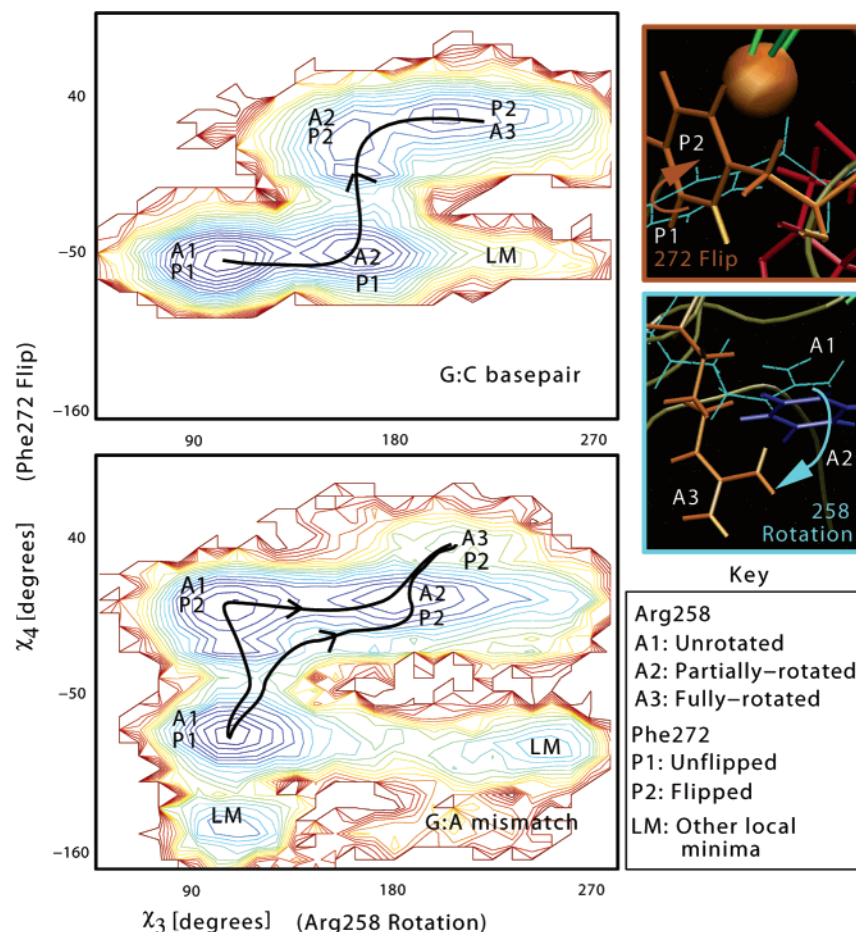 40
−50
−160
90
180
270
A2
P2
P2
A3
A1
P1
A2
P1
LM
G:C basepair
40
−50
−160
90
180
270
A1
P2
A3
P2
A2
P2
A1
P1
LM
LM
G:A mismatch
χ4 [degrees] (Phe272 Flip)
χ3 [degrees] (Arg258 Rotation)
P2
P1
272 Flip
A1
A2
A3
258
Rotation
Key
Arg258
A1: Unrotated
A2: Partially−rotated
A3: Fully−rotated
Phe272
P1: Unflipped
P2: Flipped
LM: Other local
minima